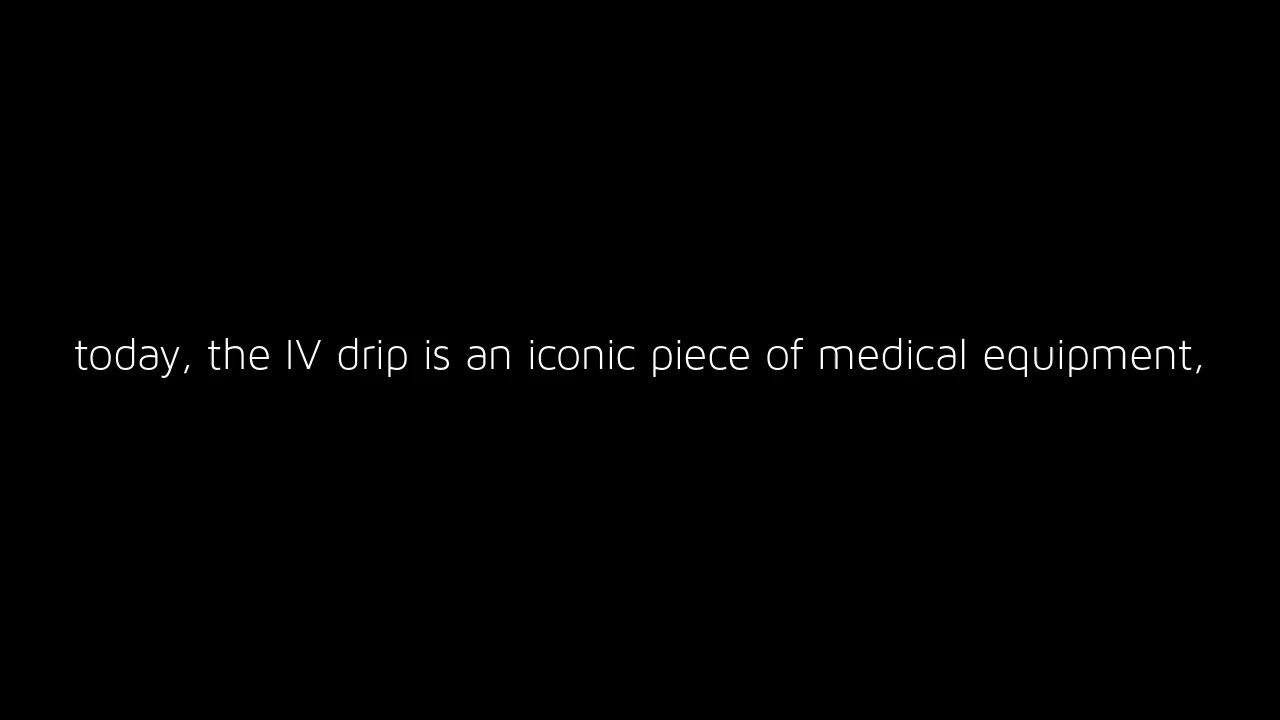 today, the IV drip is an iconic piece of medical equipment,